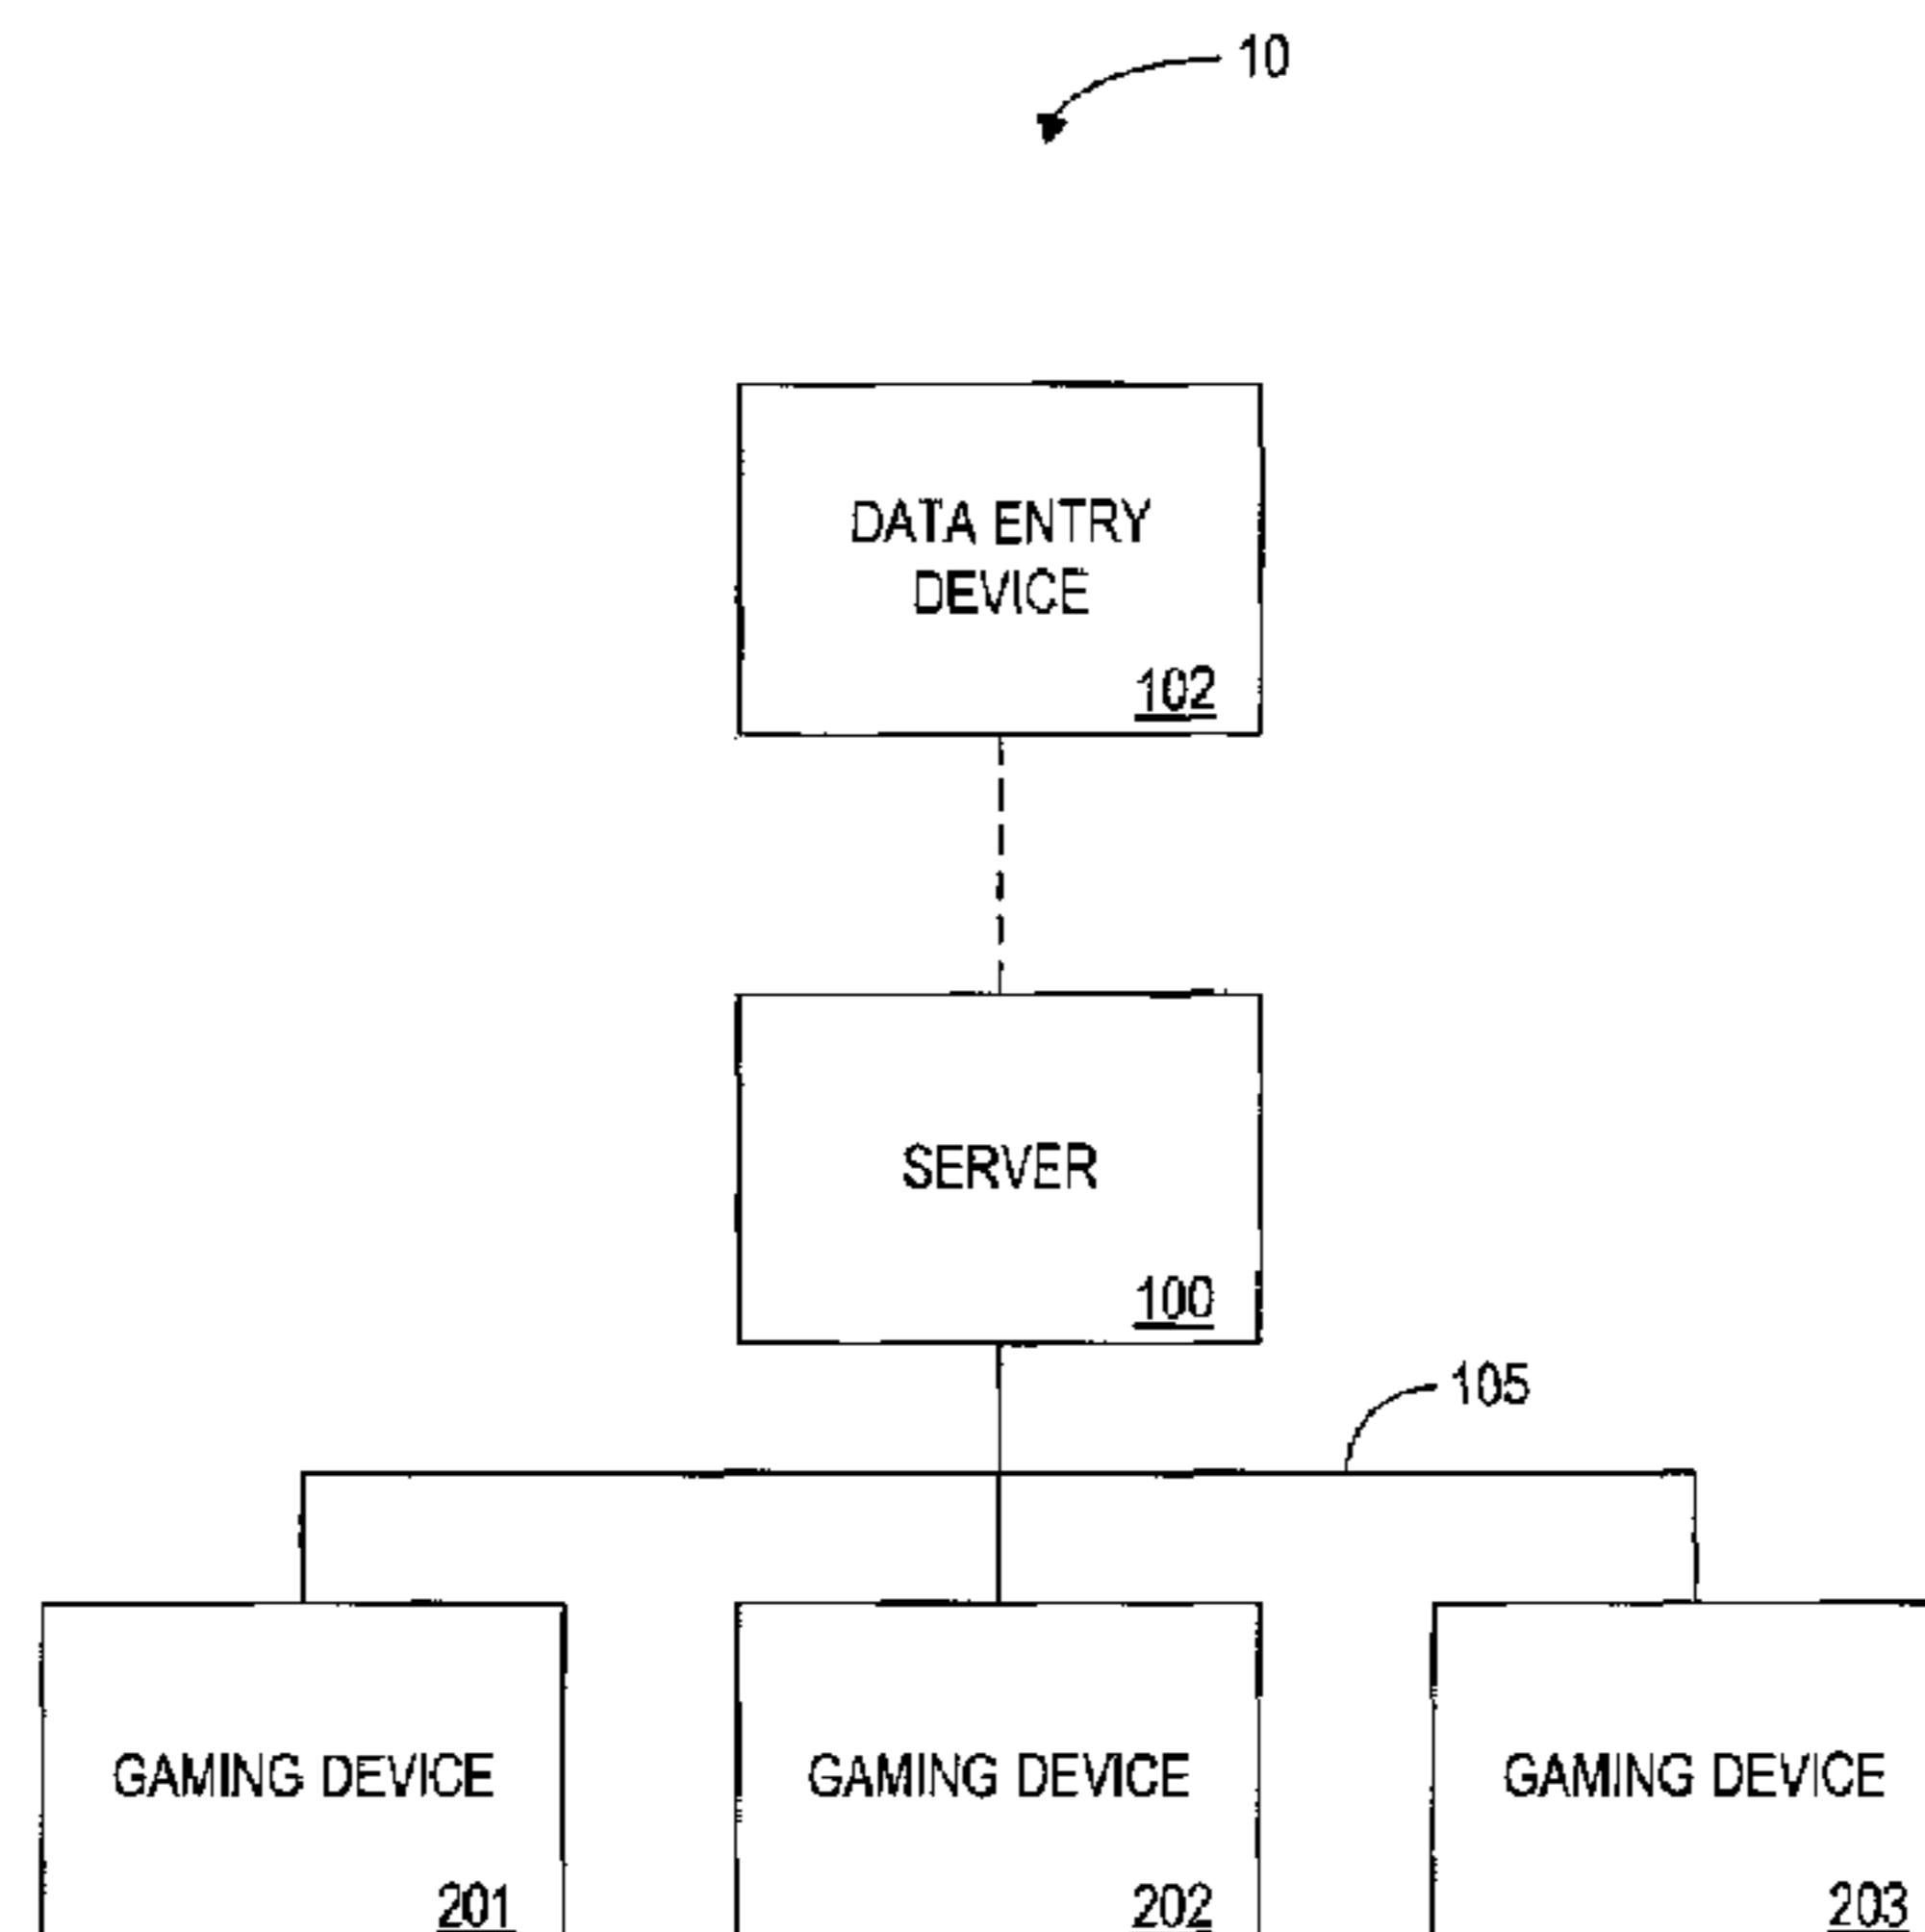 10
DATA ENTRY
DEVICE
102
SERVER
100
105
GAMING DEVICE
201
GAMING DEVICE
202
GAMING DEVICE
203